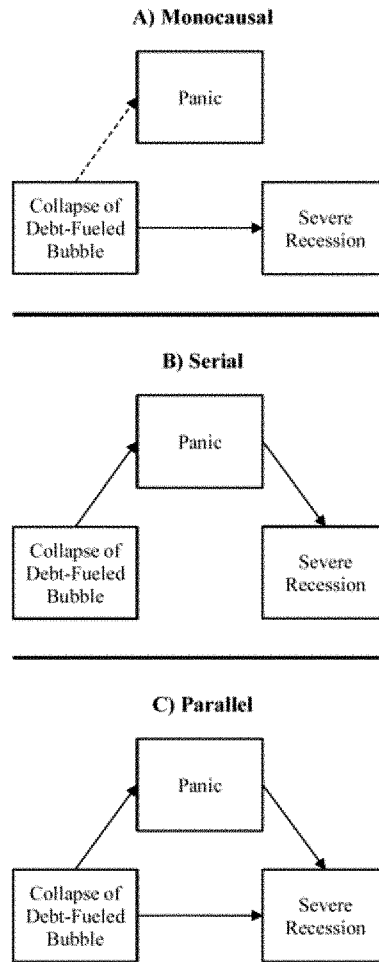 A) Monocausal
Panic
Collapse of
Debt-Fueled
Bubble
Severe
Recession
B) Serial
Panic
Collapse of
Debt-Fueled
Bubble
Severe
Recession
C) Parallel
Panic
Collapse of
Debt-Fueled
Bubble
Severe
Recession